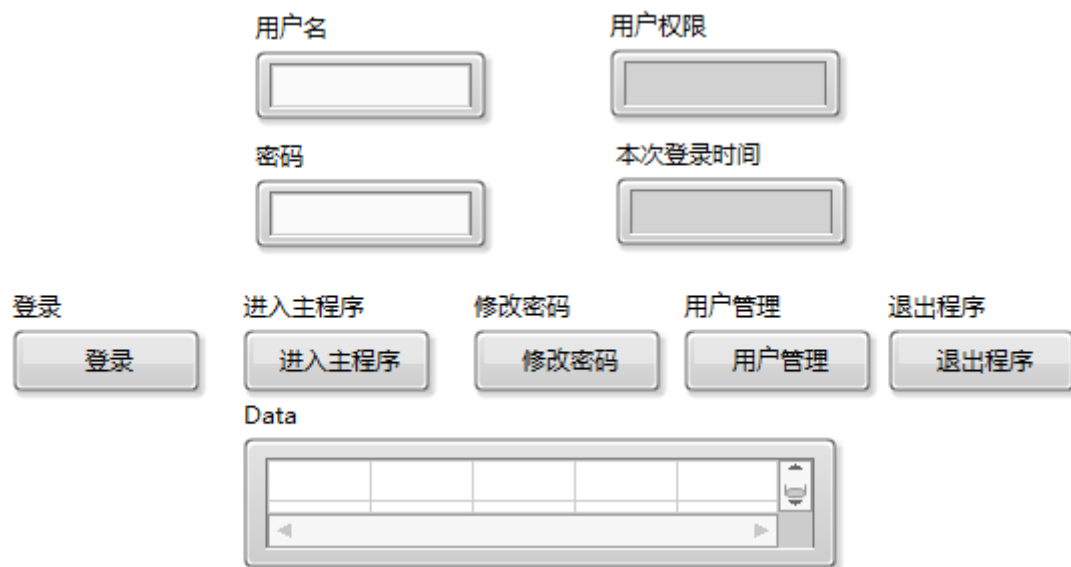 用户名
用户权限
密码
本次登录时间
登录
进入主程序
修改密码
用户管理
退出程序
登录
进入主程序
修改密码
用户管理
退出程序
Data